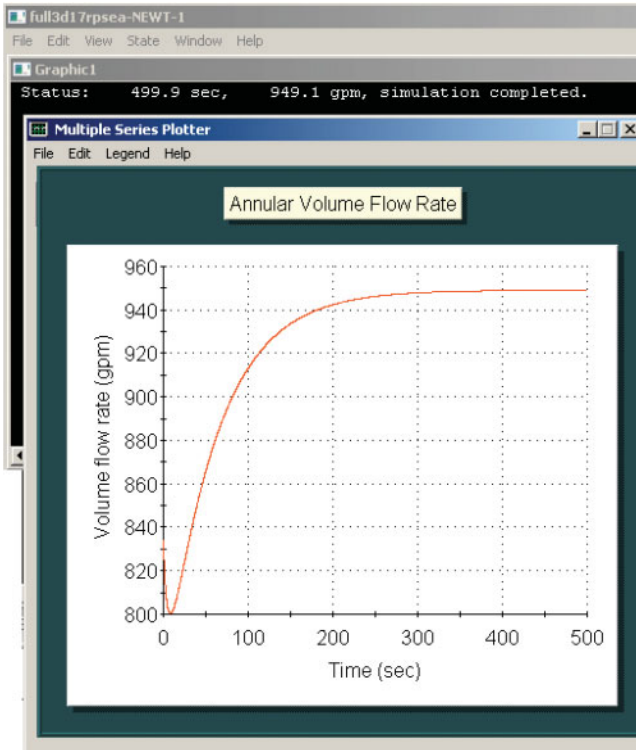 full3d17rpsea-NEWT-1
File Edit View State Window Help
Graphic1
Status: 499.9 sec, 949.1 gpm, simulation completed.
Multiple Series Plotter
File Edit Legend Help
Annular Volume Flow Rate
960
940
920
900
880
860
840
820
800
Volume flow rate (gpm)
0 100 200 300 400 500
Time (sec)